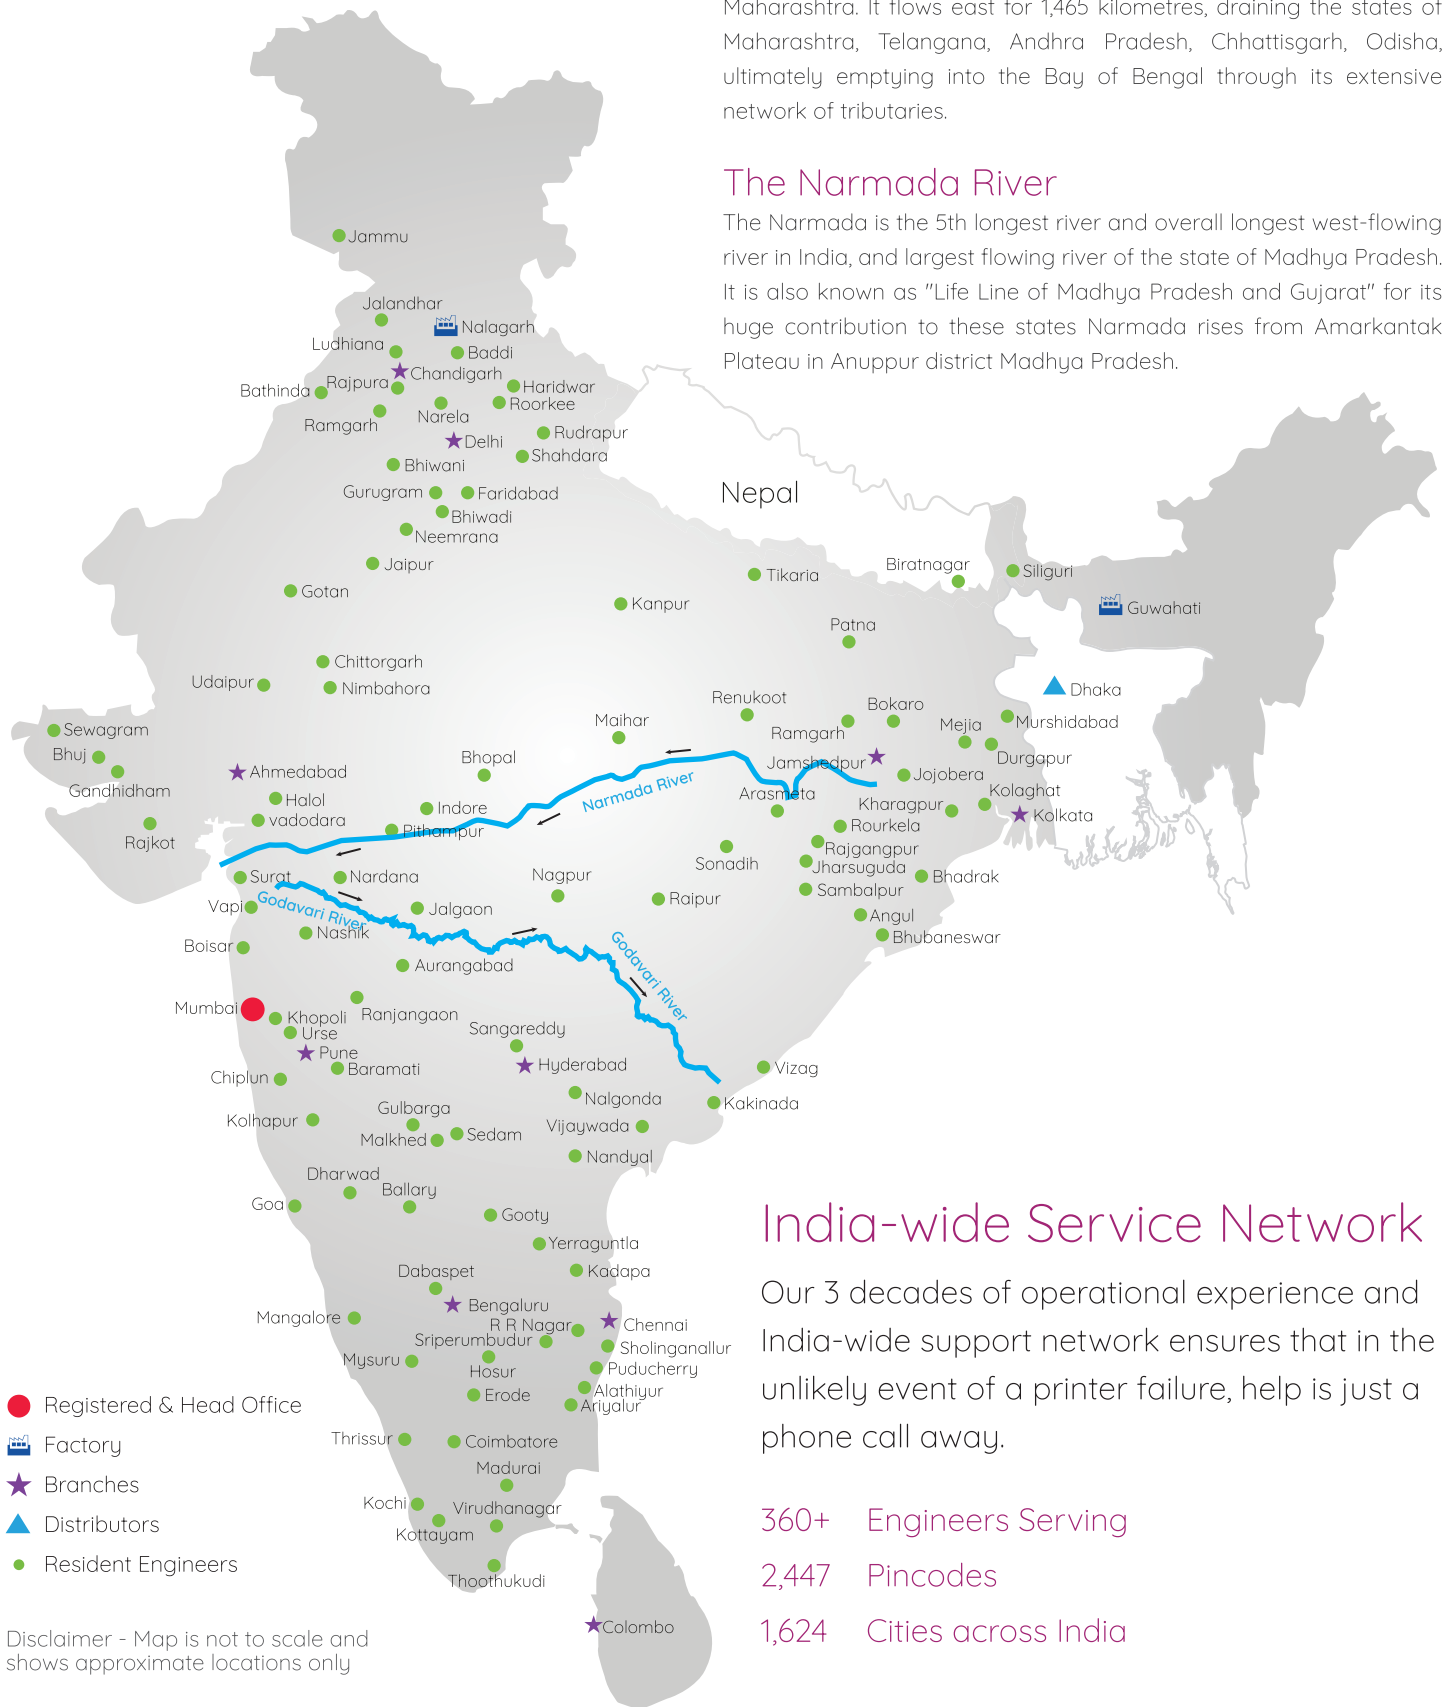 Maharashtra. It flows east for 1,465 kilometres, draining the states of
Maharashtra, Telangana, Andhra Pradesh, Chhattisgarh, Odisha,
ultimately emptying into the Bay of Bengal through its extensive
network of tributaries.
The Narmada River
The Narmada is the 5th longest river and overall longest west-flowing
river in India, and largest flowing river of the state of Madhya Pradesh.
It is also known as "Life Line of Madhya Pradesh and Gujarat" for its
huge contribution to these states Narmada rises from Amarkantak
Plateau in Anuppur district Madhya Pradesh.
Jammu
Jalandhar
Nalagarh
Ludhiana
Baddi
Chandigarh
Rajpura
Bathinda
Haridwar
Roorkee
Ramgarh
Narela
Delhi
Rudrapur
Shahdara
Bhiwani
Gurugram
Faridabad
Bhiwadi
Neemrana
Nepal
Jaipur
Gotan
Tikaria
Biratnagar
Siliguri
Kanpur
Guwahati
Patna
Chittorgarh
Udaipur
Nimbahora
Dhaka
Renukoot
Bokaro
Maihar
Ramgarh
Mejia
Murshidabad
Sewagram
Bhuj
Bhopal
Jamshedpur
Durgapur
Ahmedabad
Jojobera
Gandhidham
Narmada River
Arasmeta
Kolaghat
Halol
Indore
Kharagpur
Kolkata
vadodara
Pithampur
Rourkela
Rajkot
Rajgangpur
Sonadih
Jharsuguda
Surat
Nardana
Nagpur
Bhadrak
Sambalpur
Raipur
Vapi
Godavari River
Jalgaon
Angul
Nashik
Bhubaneswar
Boisar
Aurangabad
Godavari River
Mumbai
Khopoli
Ranjangaon
Urse
Sangareddy
Pune
Hyderabad
Baramati
Vizag
Chiplun
Nalgonda
Kakinada
Gulbarga
Kolhapur
Vijaywada
Malkhed
Sedam
Nandyal
Dharwad
Ballary
Goa
Gooty
Yerraguntla
Dabaspet
Kadapa
Bengaluru
Mangalore
R R Nagar
Chennai
Sriperumbudur
Sholinganallur
Mysuru
Hosur
Puducherry
Erode
Alathiyur
Ariyalur
Thrissur
Coimbatore
Madurai
Kochi
Virudhanagar
Kottayam
Thoothukudi
Colombo
India-wide Service Network
Our 3 decades of operational experience and
India-wide support network ensures that in the
unlikely event of a printer failure, help is just a
phone call away.
360+ Engineers Serving
2,447 Pincodes
1,624 Cities across India
Registered & Head Office
Factory
Branches
Distributors
Resident Engineers
Disclaimer - Map is not to scale and
shows approximate locations only